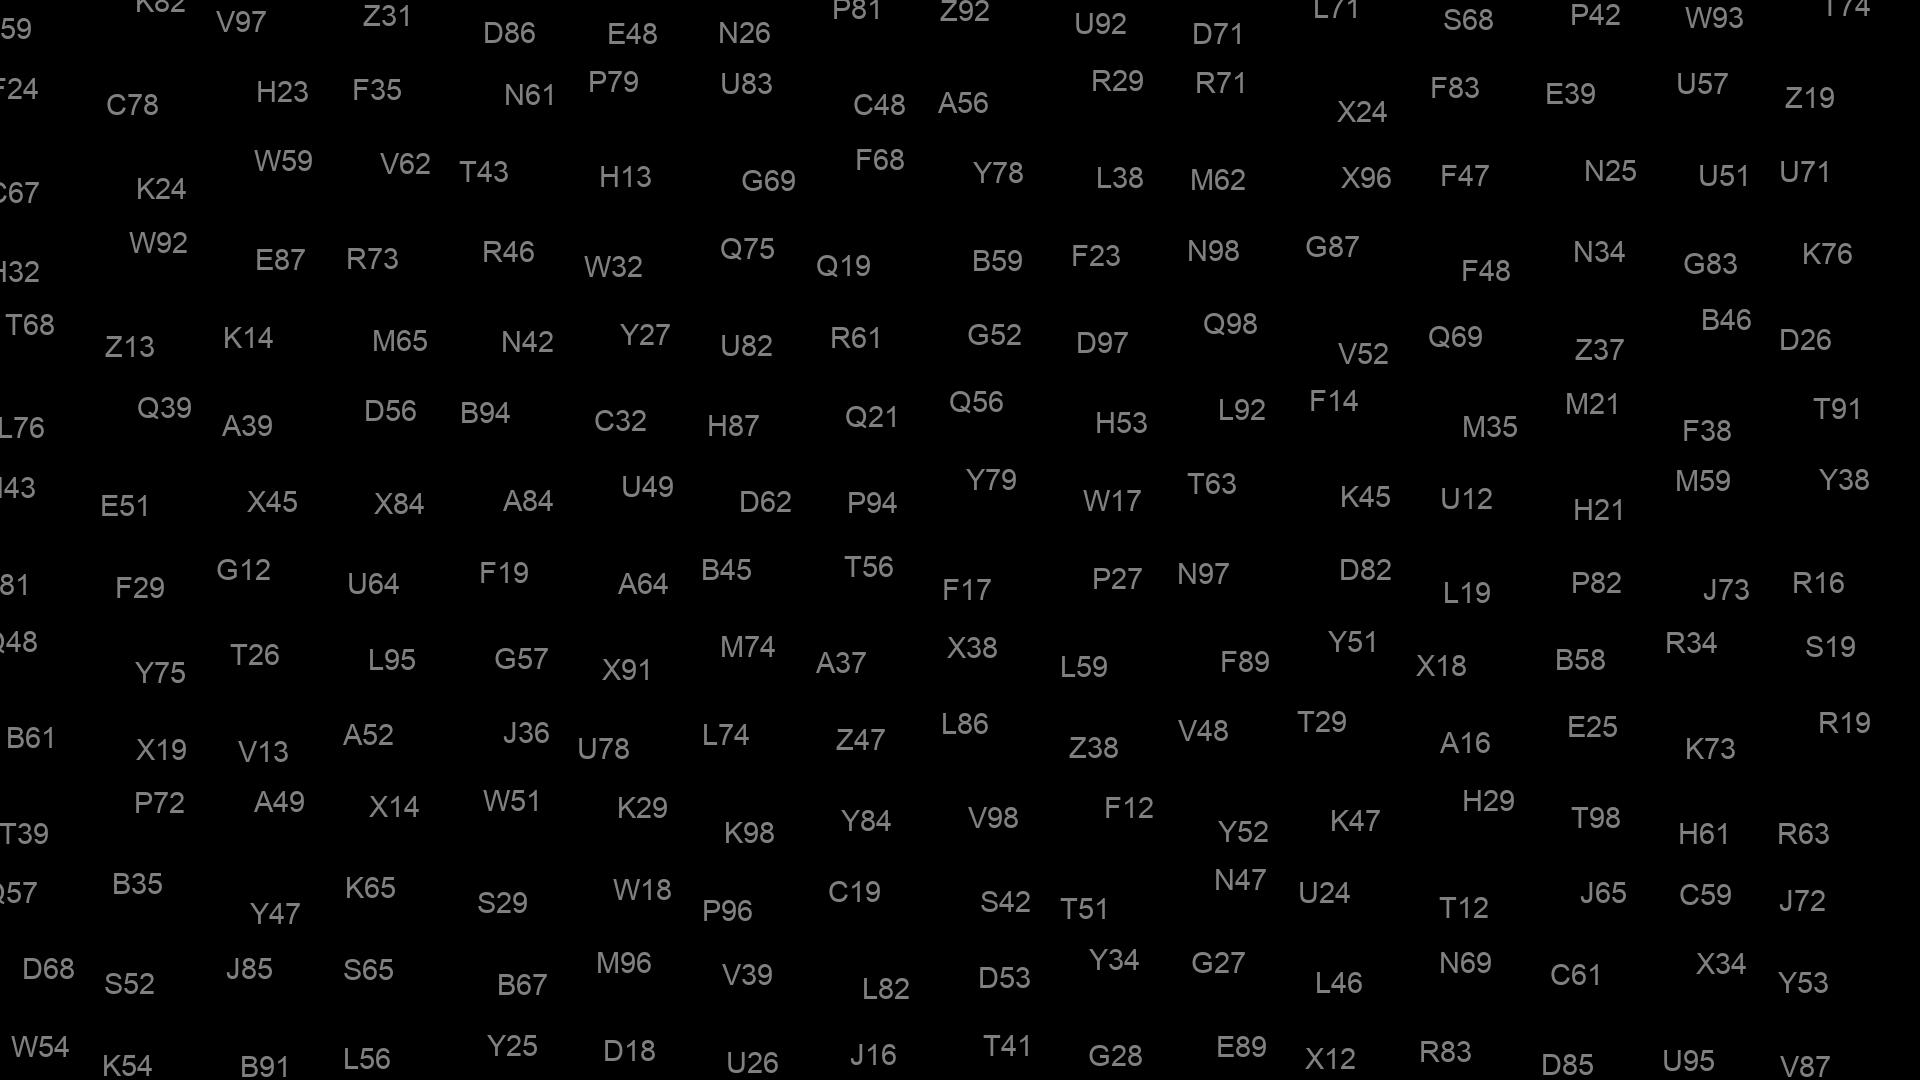 59 K82 V97 Z31 D86 E48 N26 P81 Z92 U92 D71 L71 S68 P42 W93 T74
F24 C78 H23 F35 N61 P79 U83 C48 A56 R29 R71 X24 F83 E39 U57 Z19
C67 K24 W59 V62 T43 H13 G69 F68 Y78 L38 M62 X96 F47 N25 U51 U71
H32 W92 E87 R73 R46 W32 Q75 Q19 B59 F23 N98 G87 F48 N34 G83 K76
T68 Z13 K14 M65 N42 Y27 U82 R61 G52 D97 Q98 V52 Q69 Z37 B46 D26
L76 Q39 A39 D56 B94 C32 H87 Q21 Q56 H53 L92 F14 M35 M21 F38 T91
43 E51 X45 X84 A84 U49 D62 P94 Y79 W17 T63 K45 U12 H21 M59 Y38
81 F29 G12 U64 F19 A64 B45 T56 F17 P27 N97 D82 L19 P82 J73 R16
Q48 Y75 T26 L95 G57 X91 M74 A37 X38 L59 F89 Y51 X18 B58 R34 S19
B61 X19 V13 A52 J36 U78 L74 Z47 L86 Z38 V48 T29 A16 E25 K73 R19
T39 P72 A49 X14 W51 K29 K98 Y84 V98 F12 Y52 K47 H29 T98 H61 R63
Q57 B35 Y47 K65 S29 W18 P96 C19 S42 T51 N47 U24 T12 J65 C59 J72
D68 S52 J85 S65 B67 M96 V39 L82 D53 Y34 G27 L46 N69 C61 X34 Y53
W54 K54 B91 L56 Y25 D18 U26 J16 T41 G28 E89 X12 R83 D85 U95 V87